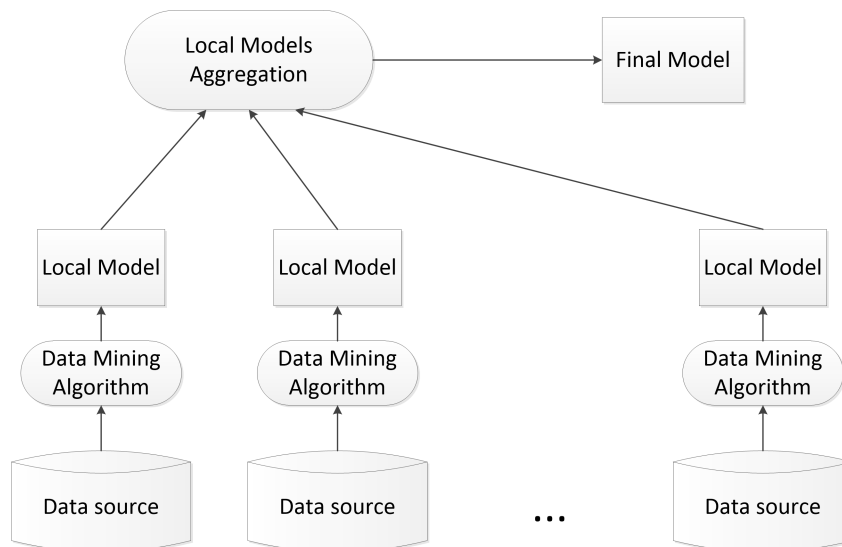 Local Models
Aggregation
Final Model
Local Model
Local Model
Local Model
Data Mining
Algorithm
Data Mining
Algorithm
Data Mining
Algorithm
Data source
Data source
...
Data source